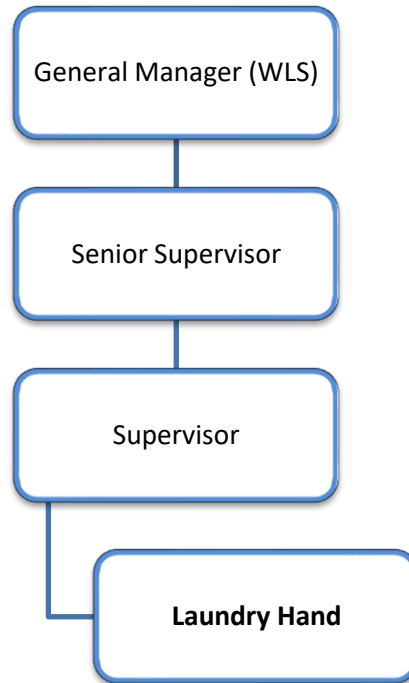 General Manager (WLS)
Senior Supervisor
Supervisor
Laundry Hand